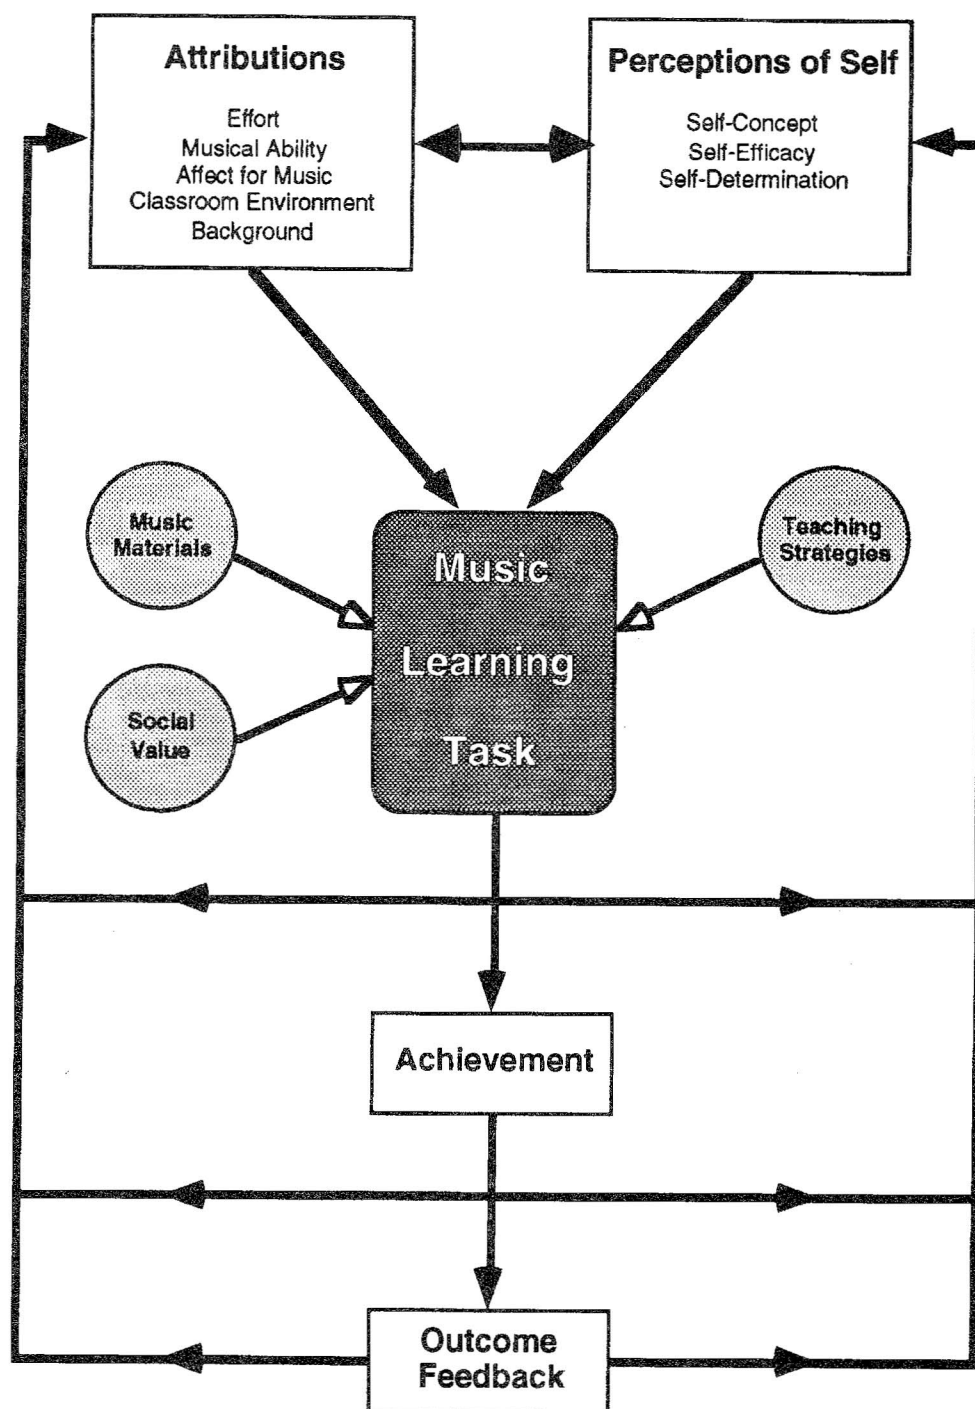 Attributions
Effort
Musical Ability
Affect for Music
Classroom Environment
Background
Perceptions of Self
Self-Concept
Self-Efficacy
Self-Determination
Music
Materials
Teaching
Strategies
Music
Learning
Task
Social
Value
Achievement
Outcome
Feedback